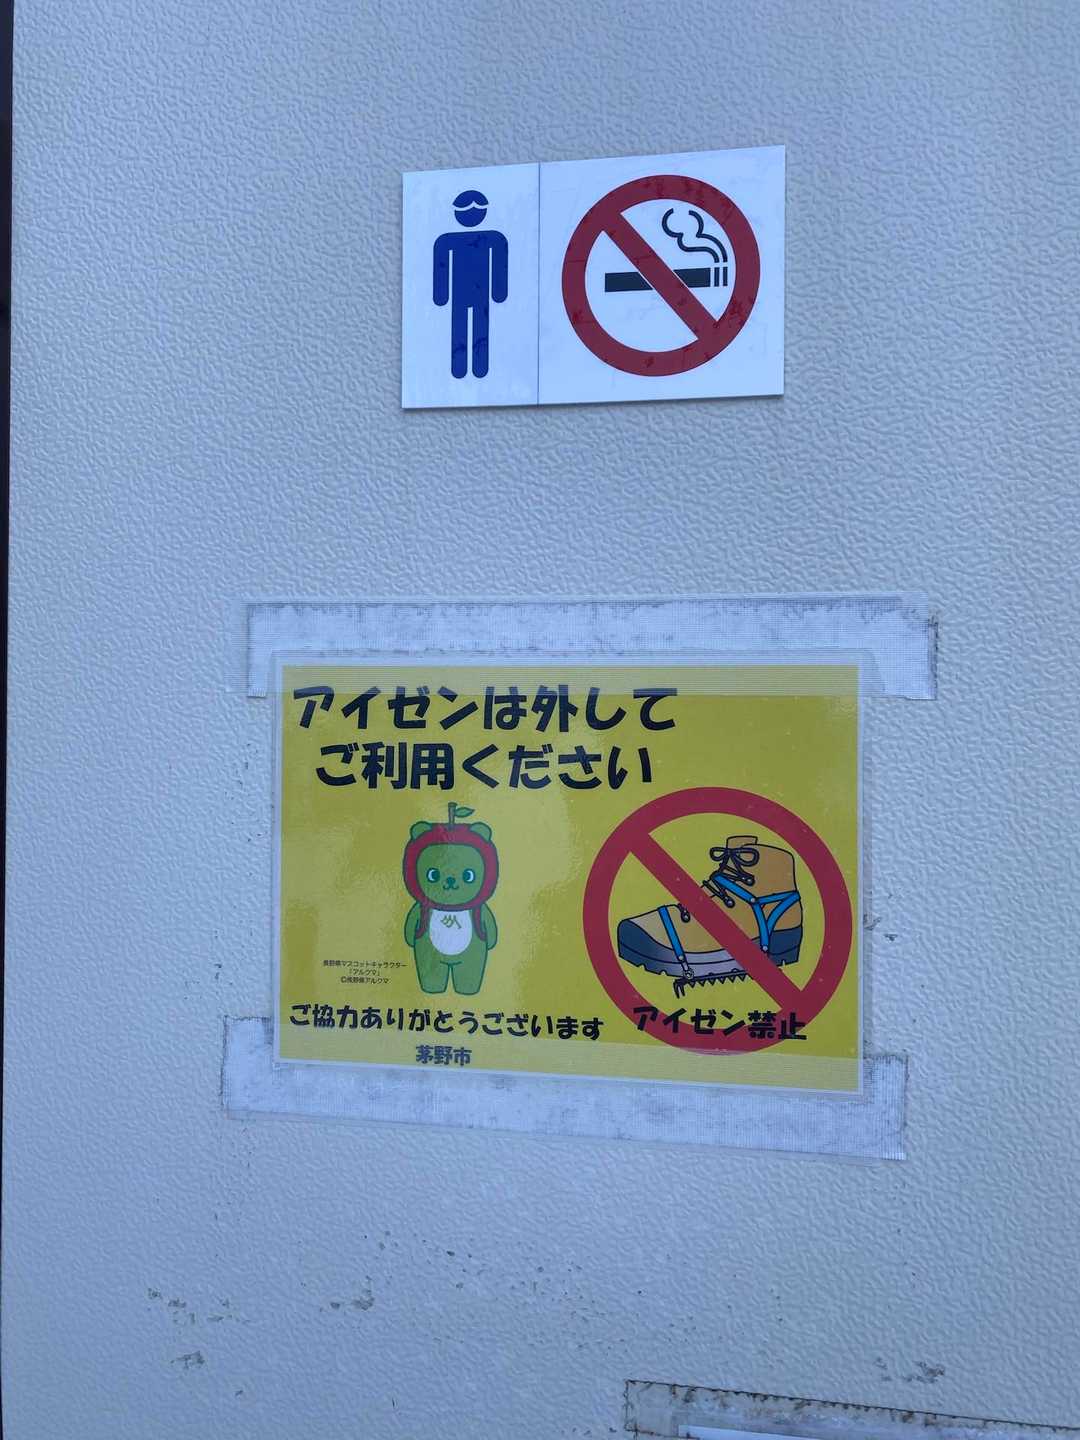 アイゼンは外して
ご利用ください
長野県マスコットキャラクター
「アルクマ」
©長野県アルクマ
ご協力ありがとうございます
アイゼン禁止
茅野市